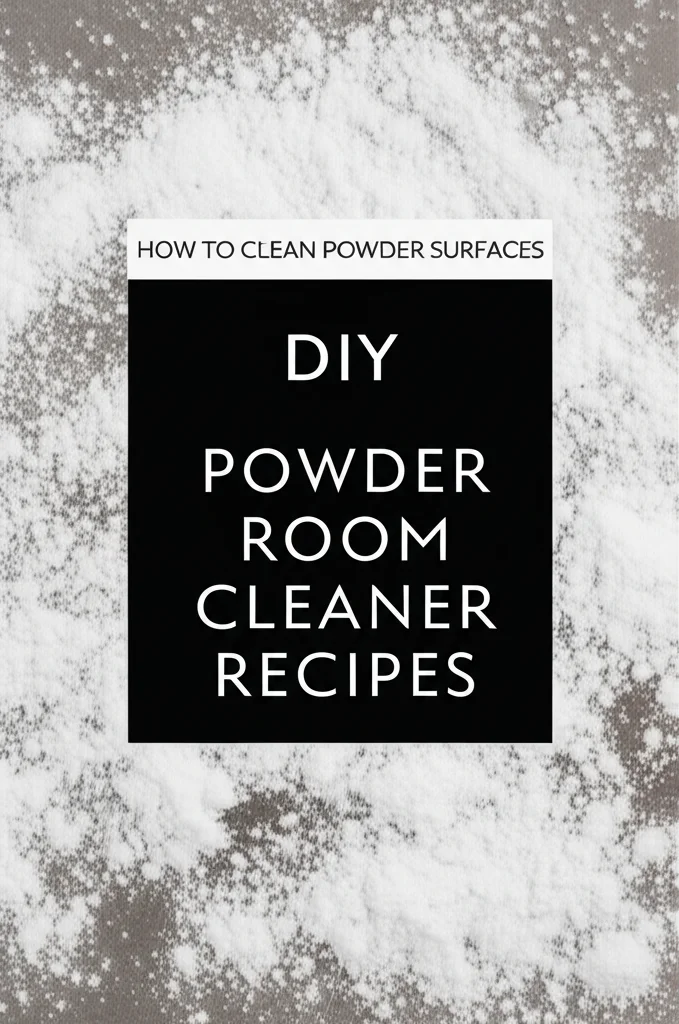 HOW TO CLEAN POWDER SURFACES
DIY
POWDER
ROOM
CLEANER
RECIPES